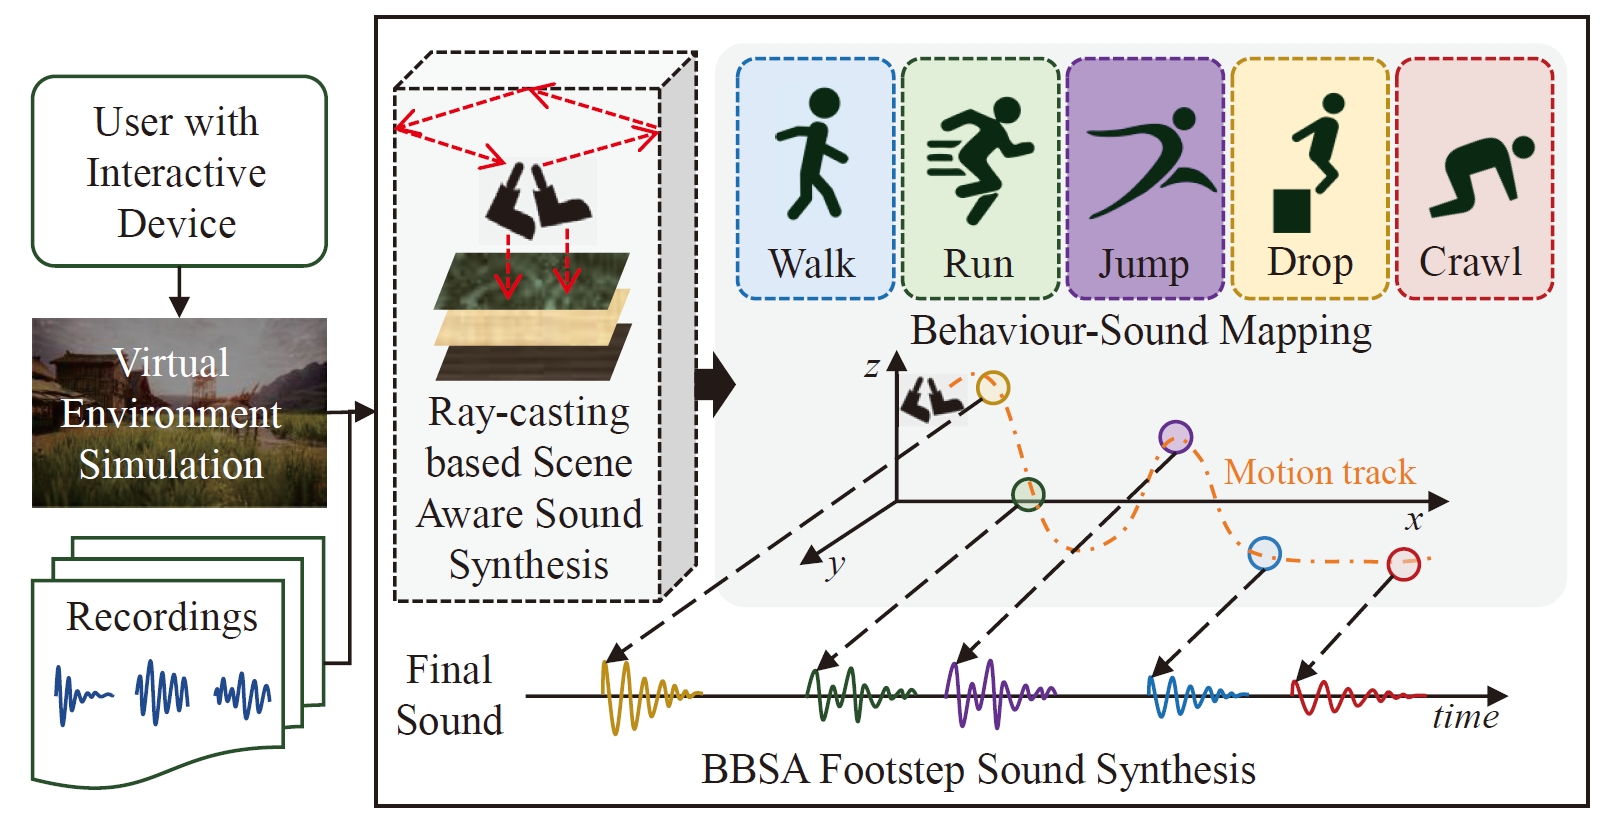 User with
Interactive
Device
Virtual
Environment
Simulation
Recordings
Ray-casting
based Scene
Aware Sound
Synthesis
Walk
Run
Jump
Drop
Crawl
Behaviour-Sound Mapping
z
Motion track
x
y
Final
Sound
time
BBSA Footstep Sound Synthesis